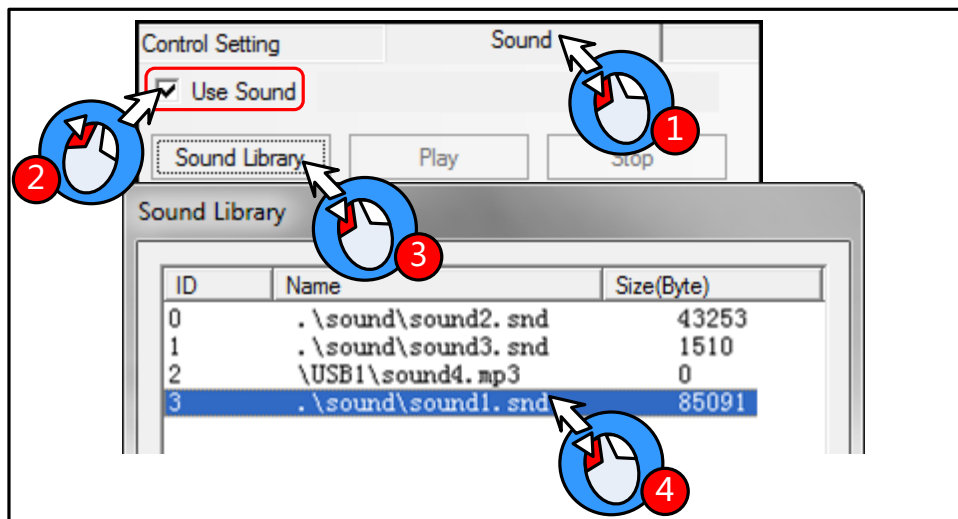 Control Setting Sound
1
Use Sound
2
Sound Library Play Stop
Sound Library
3
ID Name Size(Byte)
0 .\sound\sound2.snd 43253
1 .\sound\sound3.snd 1510
2 \USB1\sound4.mp3 0
3 .\sound\sound1.snd 85091
4